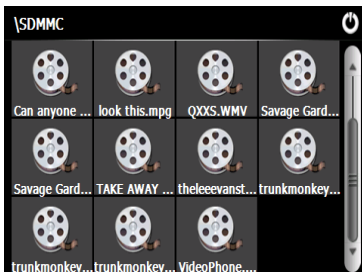 \SDMMC
Can anyone ...
look this.mpg
QXXS.WMV
Savage Gard...
Savage Gard...
TAKE AWAY ...
theleeevanst...
trunkmonkey...
trunkmonkey...
trunkmonkey...
VideoPhone....